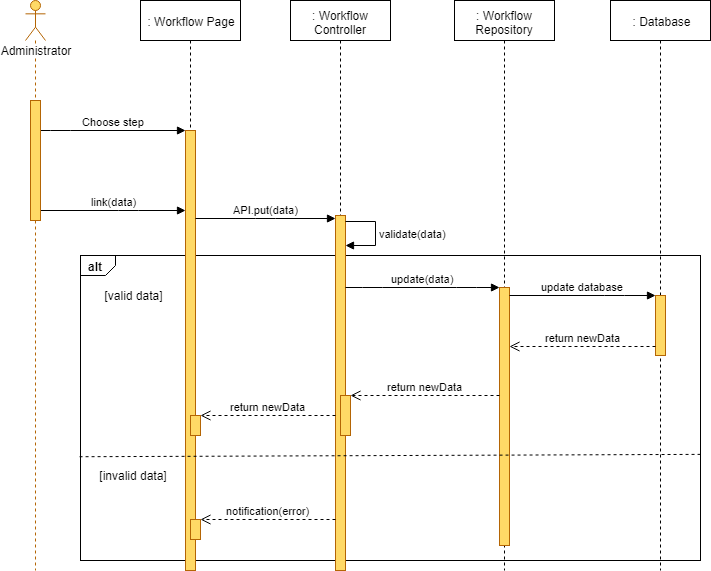 Administrator
: Workflow Page
: Workflow
Controller
: Workflow
Repository
: Database
Choose step
link(data)
API.put(data)
validate(data)
alt
[valid data]
update(data)
update database
return newData
return newData
return newData
[invalid data]
notification(error)